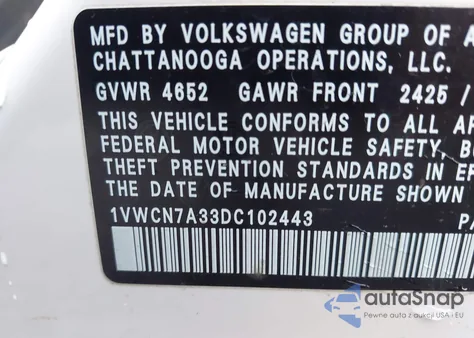 MFD BY VOLKSWAGEN GROUP OF A
CHATTANOOGA OPERATIONS, LLC.
GVWR 4652 GAWR FRONT 2425 /
THIS VEHICLE CONFORMS TO ALL AP
FEDERAL MOTOR VEHICLE SAFETY, B
THEFT PREVENTION STANDARDS IN EF
THE DATE OF MANUFACTURE SHOWN
1VWCN7A33DC102443 P/
autoSnap
Pewne auta z aukcji USA i EU